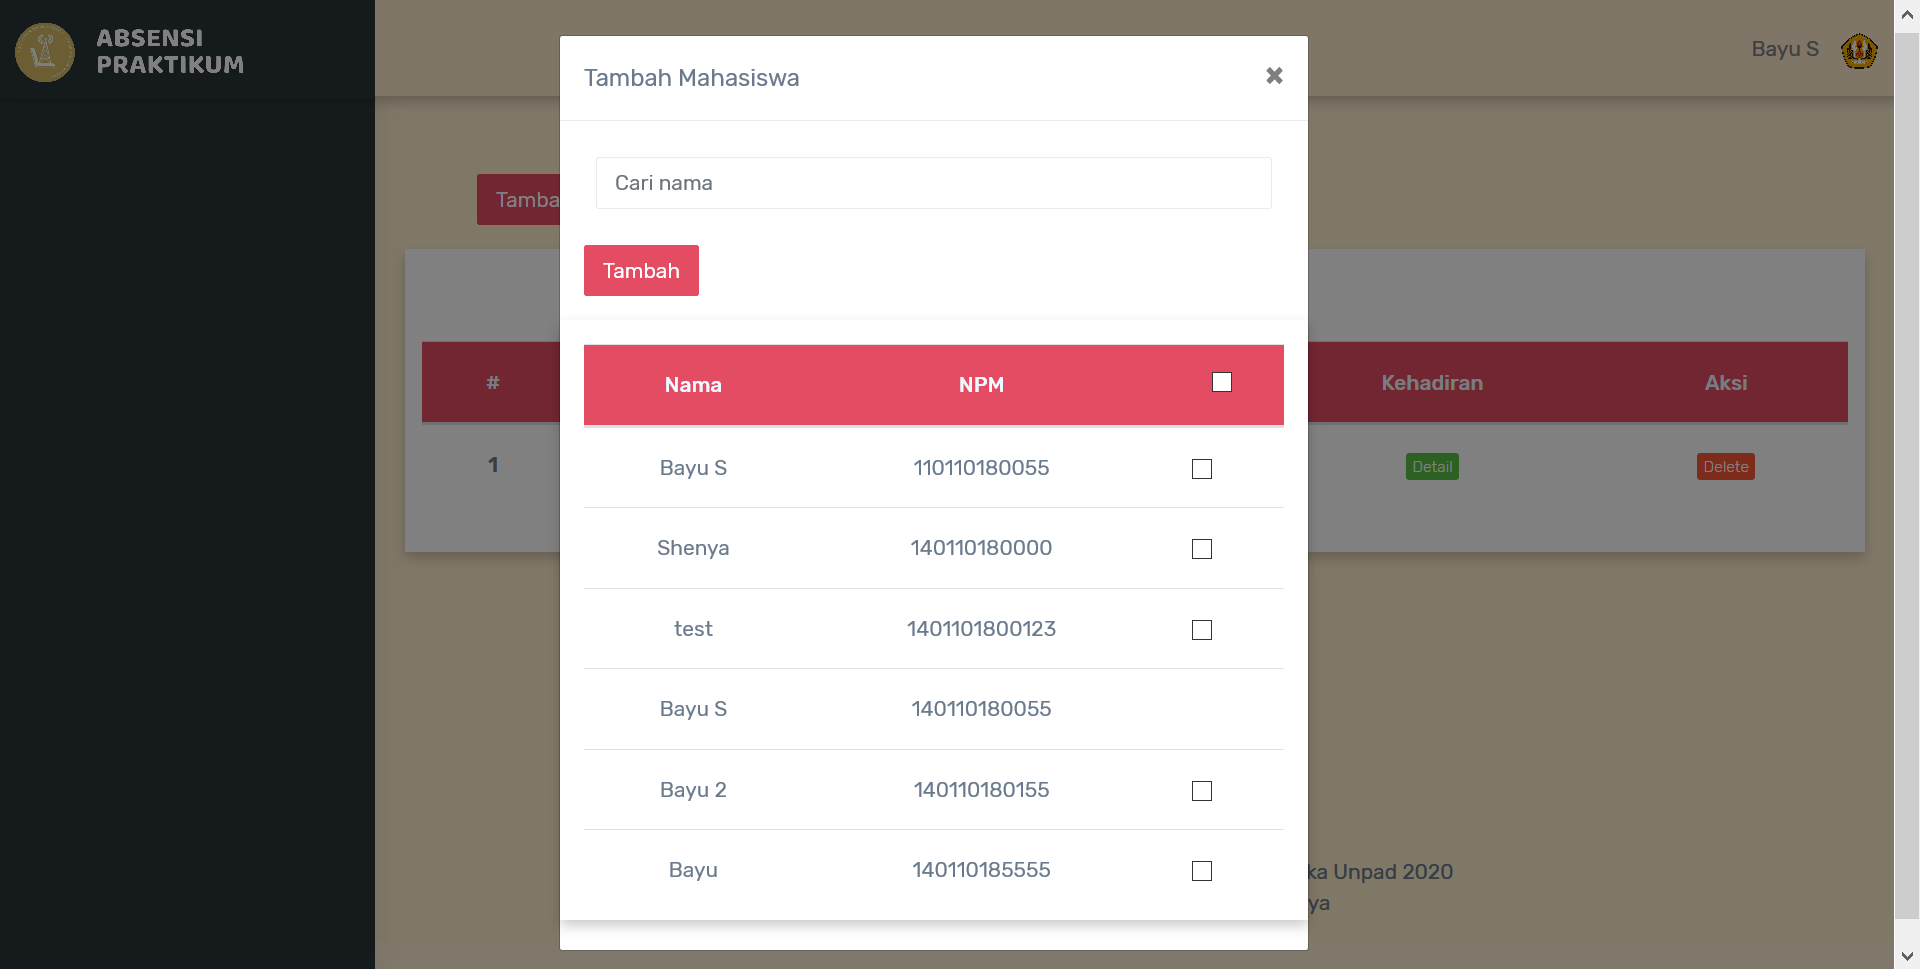 ABSENSI
PRAKTIKUM
Bayu S
Tambah Mahasiswa
Cari nama
Tamba
Tambah
# Kehadiran Aksi
1 Detail Delete
Nama NPM
Bayu S 110110180055
Shenya 140110180000
test 1401101800123
Bayu S 140110180055
Bayu 2 140110180155
Bayu 140110185555
ka Unpad 2020
ya